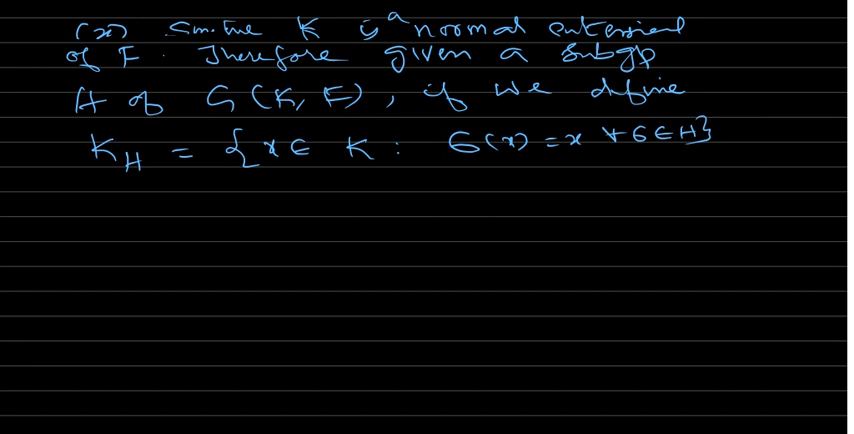 (x) Since K is a normal extension
of F. Therefore given a subgp
H of G(K, F), if we define
K_H = {x ∈ K : σ(x) = x ∀ σ ∈ H}